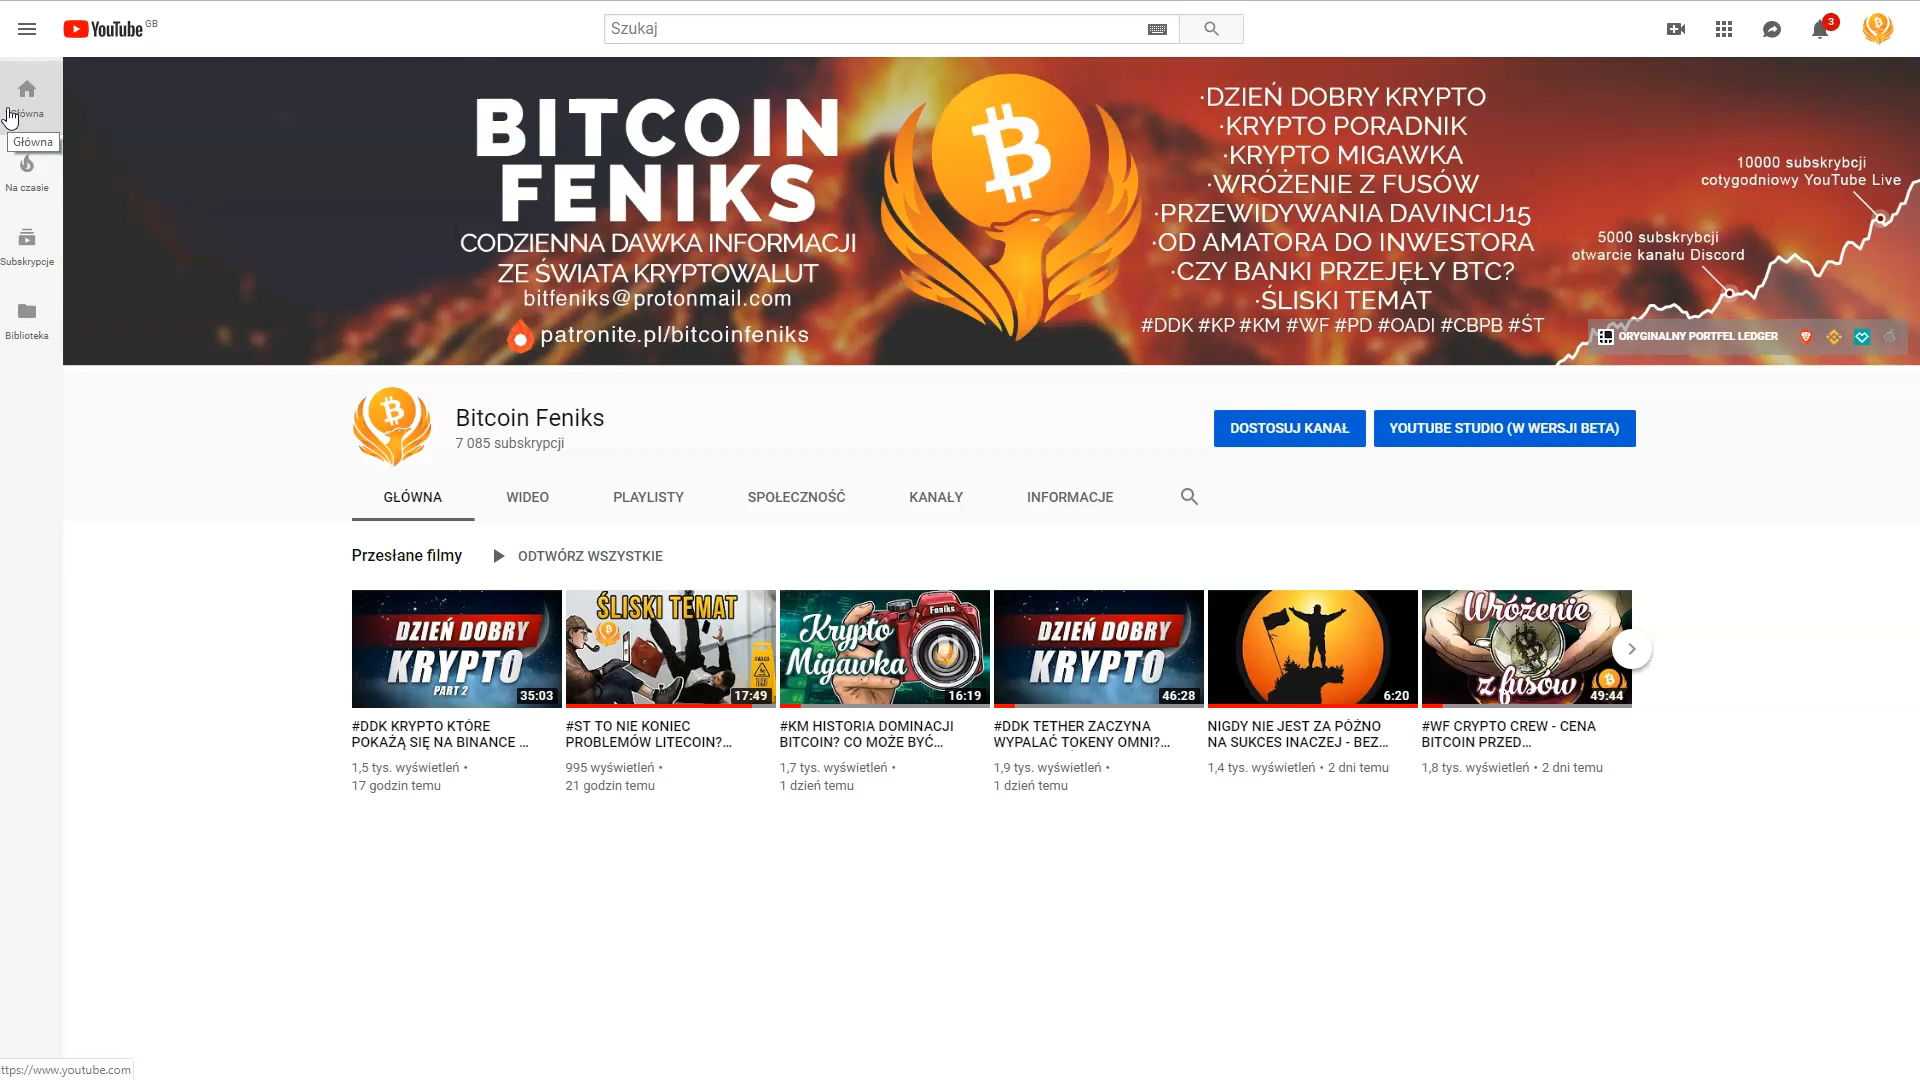 YouTube GB
Szukaj
3
Główna
Główna
Na czasie
Subskrypcje
Biblioteka
BITCOIN
FENIKS
CODZIENNA DAWKA INFORMACJI
ZE ŚWIATA KRYPTOWALUT
bitfeniks@protonmail.com
patronite.pl/bitcoinfeniks
·DZIEŃ DOBRY KRYPTO
·KRYPTO PORADNIK
·KRYPTO MIGAWKA
·WRÓŻENIE Z FUSÓW
·PRZEWIDYWANIA DAVINCIJ15
·OD AMATORA DO INWESTORA
·CZY BANKI PRZEJĘŁY BTC?
·ŚLISKI TEMAT
#DDK #KP #KM #WF #PD #OADI #CBPB #ŚT
10000 subskrybcji
cotygodniowy YouTube Live
5000 subskrybcji
otwarcie kanału Discord
ORYGINALNY PORTFEL LEDGER
Bitcoin Feniks
7 085 subskrypcji
DOSTOSUJ KANAŁ
YOUTUBE STUDIO (W WERSJI BETA)
GŁÓWNA WIDEO PLAYLISTY SPOŁECZNOŚĆ KANAŁY INFORMACJE
Przesłane filmy ODTWÓRZ WSZYSTKIE
DZIEŃ DOBRY
KRYPTO
PART 2
35:03
#DDK KRYPTO KTÓRE
POKAŻĄ SIĘ NA BINANCE ...
1,5 tys. wyświetleń •
17 godzin temu
ŚLISKI TEMAT
17:49
#ST TO NIE KONIEC
PROBLEMÓW LITECOIN?...
995 wyświetleń •
21 godzin temu
Feniks
Krypto
Migawka
16:19
#KM HISTORIA DOMINACJI
BITCOIN? CO MOŻE BYĆ...
1,7 tys. wyświetleń •
1 dzień temu
DZIEŃ DOBRY
KRYPTO
46:28
#DDK TETHER ZACZYNA
WYPALAĆ TOKENY OMNI?...
1,9 tys. wyświetleń •
1 dzień temu
6:20
NIGDY NIE JEST ZA PÓŹNO
NA SUKCES INACZEJ - BEZ...
1,4 tys. wyświetleń • 2 dni temu
Wróżenie
z fusów
49:44
#WF CRYPTO CREW - CENA
BITCOIN PRZED...
1,8 tys. wyświetleń • 2 dni temu
ttps://www.youtube.com